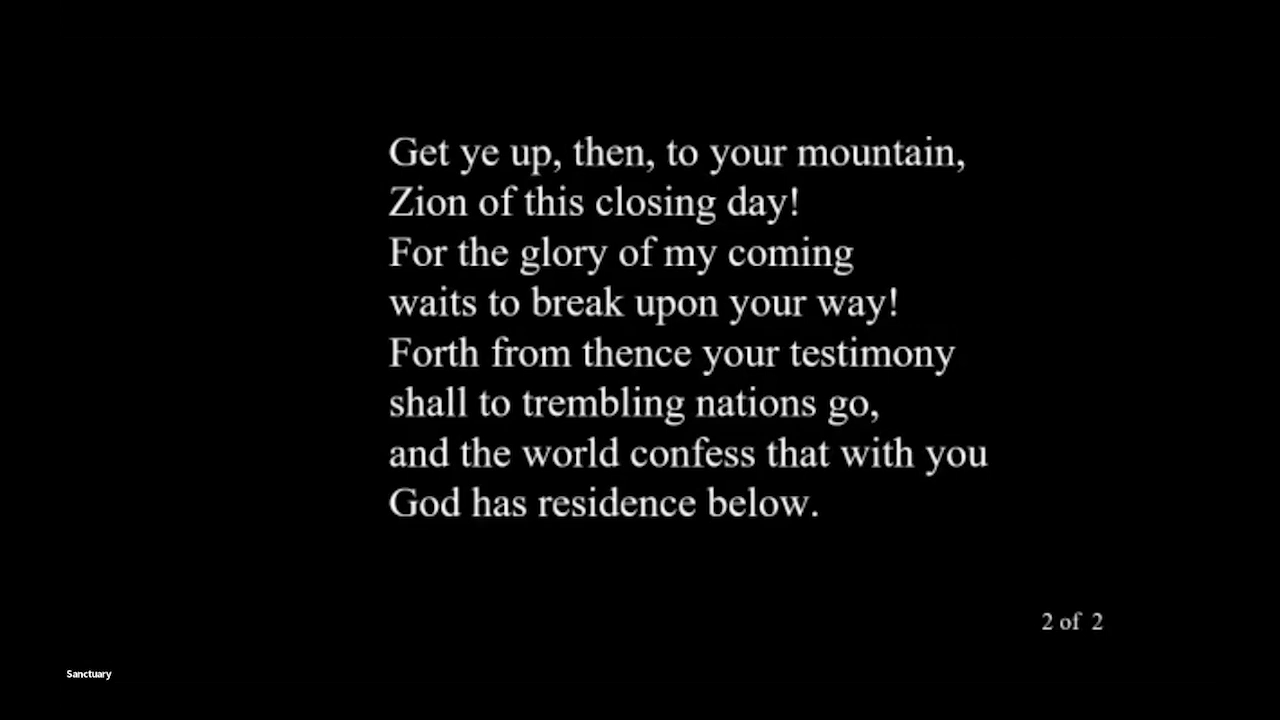 Get ye up, then, to your mountain,
Zion of this closing day!
For the glory of my coming
waits to break upon your way!
Forth from thence your testimony
shall to trembling nations go,
and the world confess that with you
God has residence below.
2 of 2
Sanctuary